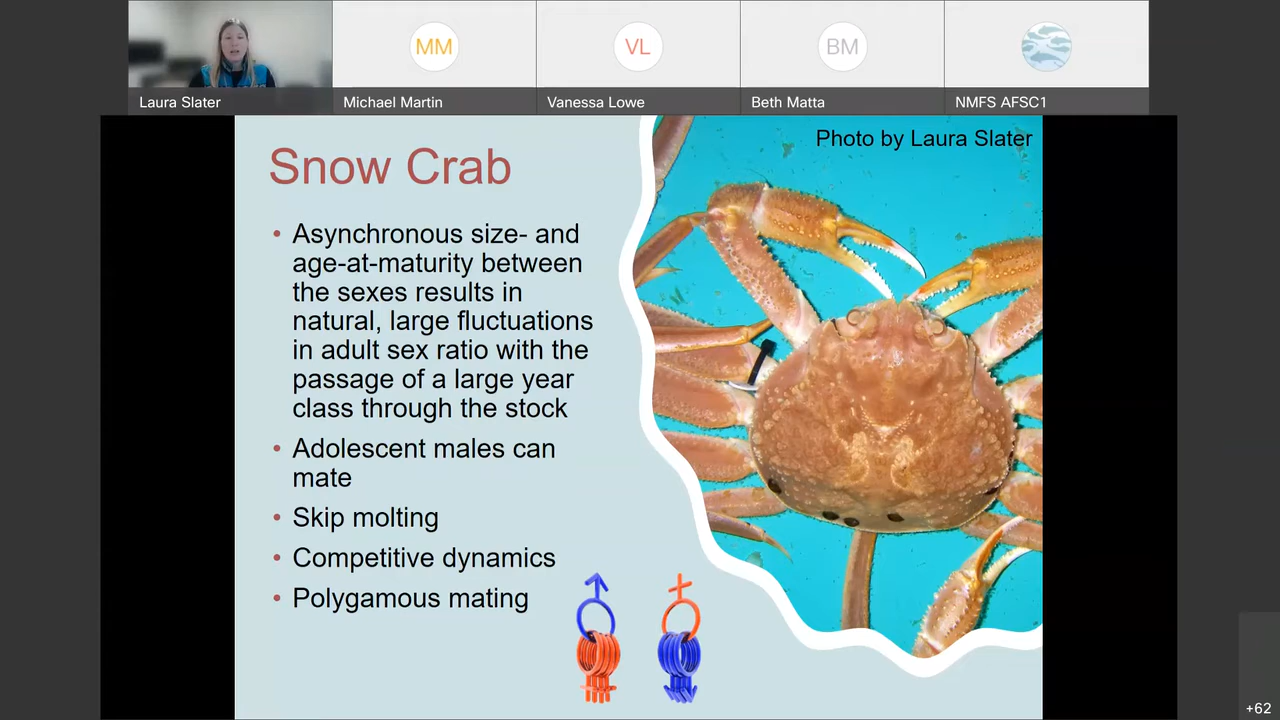 MM
VL
BM
Laura Slater
Michael Martin
Vanessa Lowe
Beth Matta
NMFS AFSC1
Photo by Laura Slater
Snow Crab
• Asynchronous size- and
age-at-maturity between
the sexes results in
natural, large fluctuations
in adult sex ratio with the
passage of a large year
class through the stock
• Adolescent males can
mate
• Skip molting
• Competitive dynamics
• Polygamous mating
+62